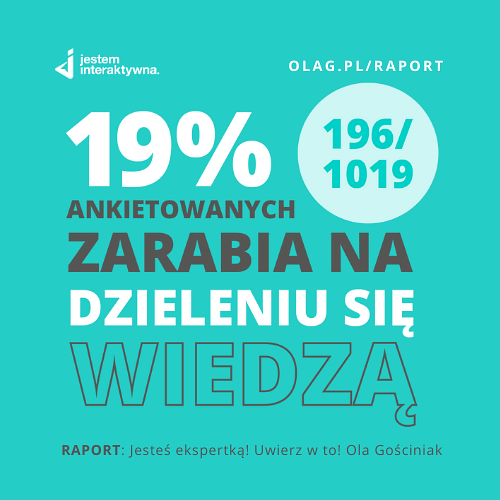 jestem
interaktywna.
OLAG.PL/RAPORT
19%
196/
1019
ANKIETOWANYCH
ZARABIA NA
DZIELENIU SIĘ
WIEDZĄ
RAPORT: Jesteś ekspertką! Uwierz w to! Ola Gościniak